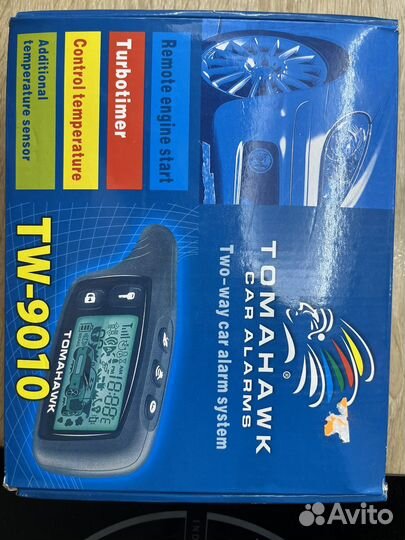 Remote engine start
Turbotimer
Control temperature
Additional
temperature sensor
TOMAHAWK®
CAR ALARMS
Two-way car alarm system
TW-9010
TOMAHAWK
Avito